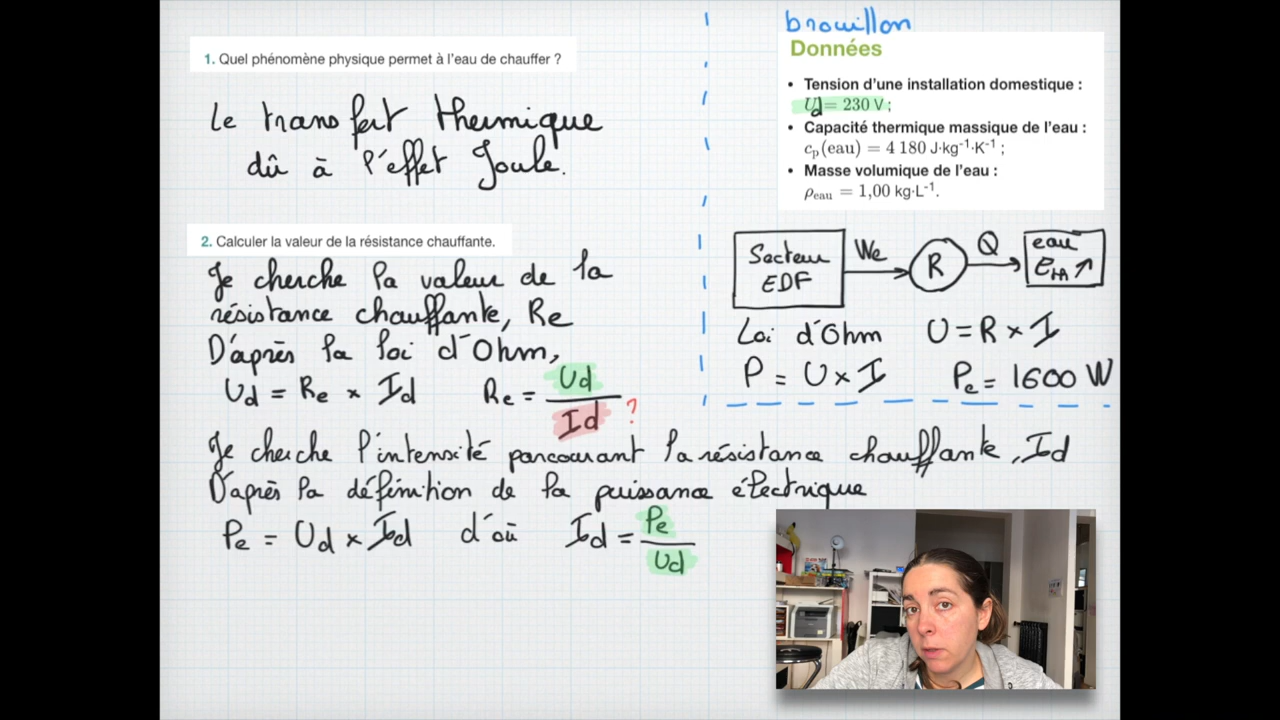 1. Quel phénomène physique permet à l'eau de chauffer ?
Le transfert thermique
dû à l'effet Joule.
2. Calculer la valeur de la résistance chauffante.
Je cherche la valeur de la
résistance chauffante, Re
D'après la loi d'Ohm,
Ud = Re × Id Re = Ud / Id ?
Je cherche l'intensité parcourant la résistance chauffante, Id
D'après la définition de la puissance électrique
Pe = Ud × Id d'où Id = Pe / Ud
brouillon
Données
• Tension d'une installation domestique :
Ud = 230 V ;
• Capacité thermique massique de l'eau :
cp(eau) = 4 180 J·kg⁻¹·K⁻¹ ;
• Masse volumique de l'eau :
ρeau = 1,00 kg·L⁻¹.
Secteur
EDF
We
R
Q
eau
Eth ↗
Loi d'Ohm U = R × I
P = U × I Pe = 1600 W